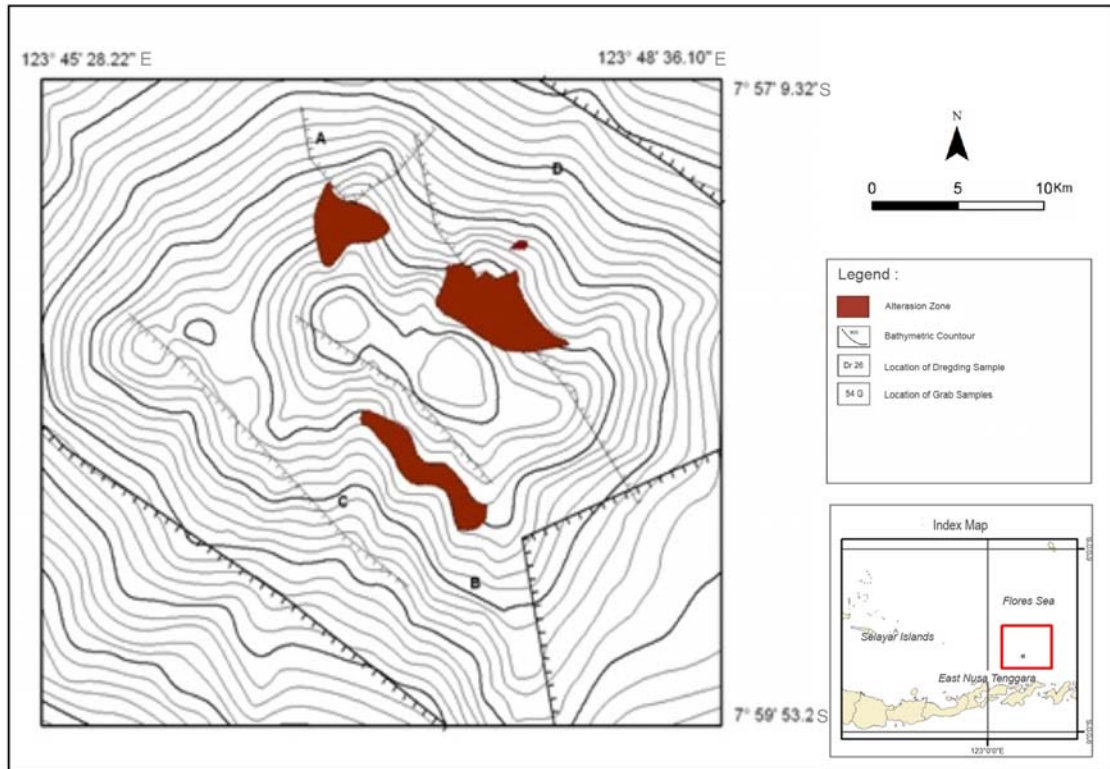 123° 45' 28.22" E
123° 48' 36.10" E
7° 57' 9.32" S
A
D
C
B
7° 59' 53.2 S
N
0 5 10 Km
Legend :
Alterasion Zone
Bathymetric Countour
Dr 26 Location of Dregding Sample
54 G Location of Grab Samples
Index Map
Flores Sea
Selayar Islands
East Nusa Tenggara
123°0'0"E